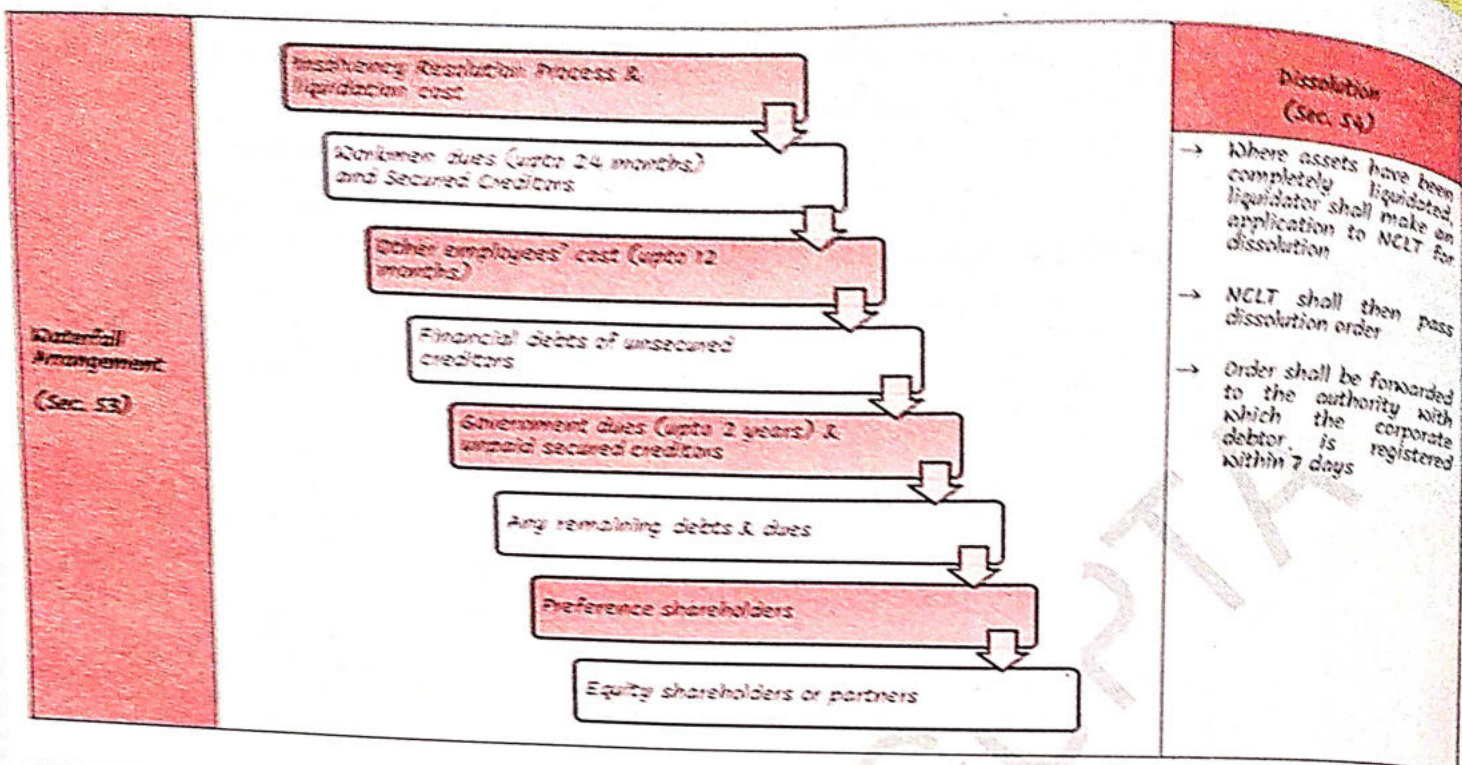 Waterfall
Arrangement
(Sec. 53)
Insolvency Resolution Process &
liquidation cost
Workmen dues (upto 24 months)
and Secured Creditors
Other employees' cost (upto 12
months)
Financial debts of unsecured
creditors
Government dues (upto 2 years) &
unpaid secured creditors
Any remaining debts & dues
Preference shareholders
Equity shareholders or partners
Dissolution
(Sec. 54)
→ Where assets have been
completely liquidated,
liquidator shall make an
application to NCLT for
dissolution
→ NCLT shall then pass
dissolution order
→ Order shall be forwarded
to the authority with
which the corporate
debtor is registered
within 7 days